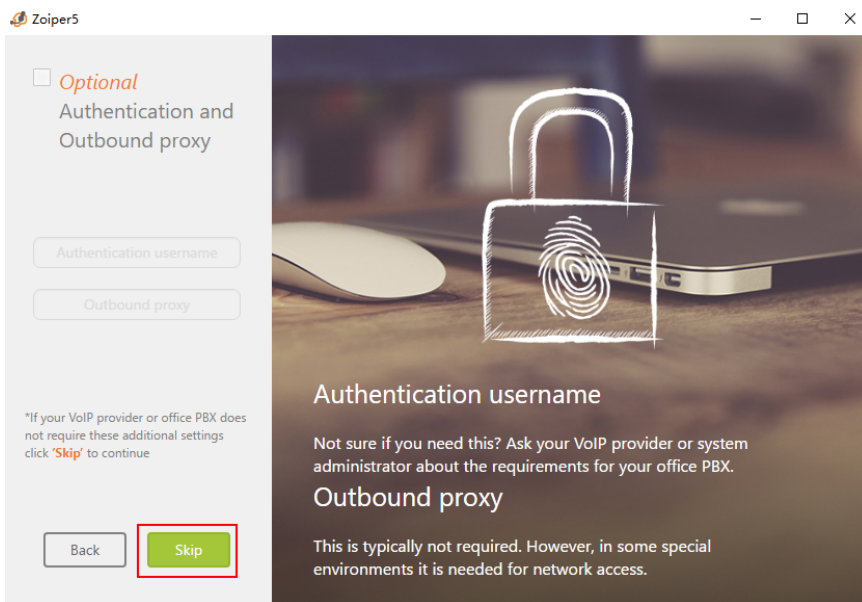 Zoiper5
Optional
Authentication and
Outbound proxy
Authentication username
Outbound proxy
*If your VoIP provider or office PBX does
not require these additional settings
click 'Skip' to continue
Back
Skip
Authentication username
Not sure if you need this? Ask your VoIP provider or system
administrator about the requirements for your office PBX.
Outbound proxy
This is typically not required. However, in some special
environments it is needed for network access.